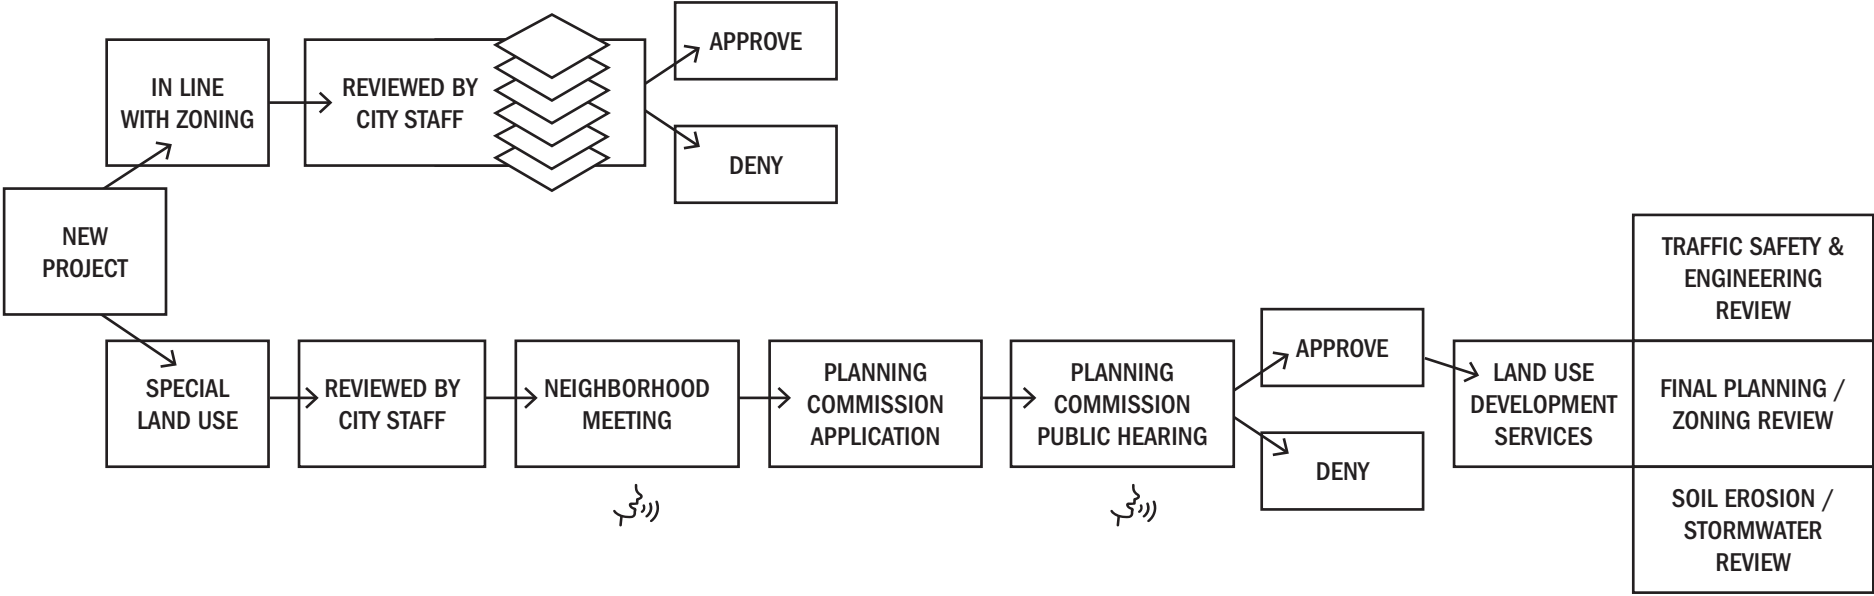 IN LINE
WITH ZONING
REVIEWED BY
CITY STAFF
APPROVE
DENY
NEW
PROJECT
SPECIAL
LAND USE
REVIEWED BY
CITY STAFF
NEIGHBORHOOD
MEETING
PLANNING
COMMISSION
APPLICATION
PLANNING
COMMISSION
PUBLIC HEARING
APPROVE
DENY
LAND USE
DEVELOPMENT
SERVICES
TRAFFIC SAFETY &
ENGINEERING
REVIEW
FINAL PLANNING /
ZONING REVIEW
SOIL EROSION /
STORMWATER
REVIEW